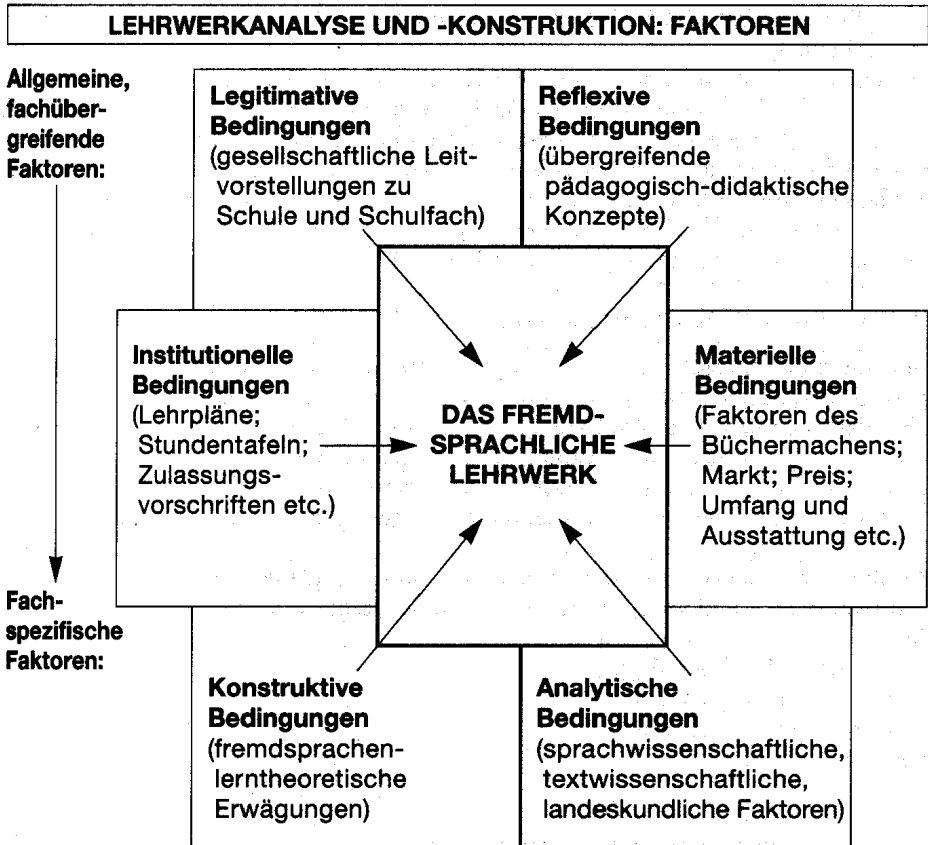 LEHRWERKANALYSE UND -KONSTRUKTION: FAKTOREN
Allgemeine,
fachüber-
greifende
Faktoren:
Legitimative
Bedingungen
(gesellschaftliche Leit-
vorstellungen zu
Schule und Schulfach)
Reflexive
Bedingungen
(übergreifende
pädagogisch-didaktische
Konzepte)
Institutionelle
Bedingungen
(Lehrpläne;
Stundentafeln;
Zulassungs-
vorschriften etc.)
DAS FREMD-
SPRACHLICHE
LEHRWERK
Materielle
Bedingungen
(Faktoren des
Büchermachens;
Markt; Preis;
Umfang und
Ausstattung etc.)
Fach-
spezifische
Faktoren:
Konstruktive
Bedingungen
(fremdsprachen-
lerntheoretische
Erwägungen)
Analytische
Bedingungen
(sprachwissenschaftliche,
textwissenschaftliche,
landeskundliche Faktoren)